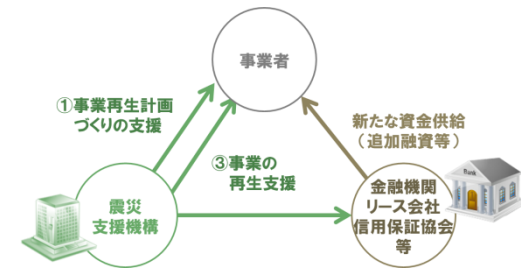 事業者
①事業再生計画
づくりの支援
新たな資金供給
（追加融資等）
③事業の
再生支援
震災
支援機構
金融機関
リース会社
信用保証協会
等
Bank